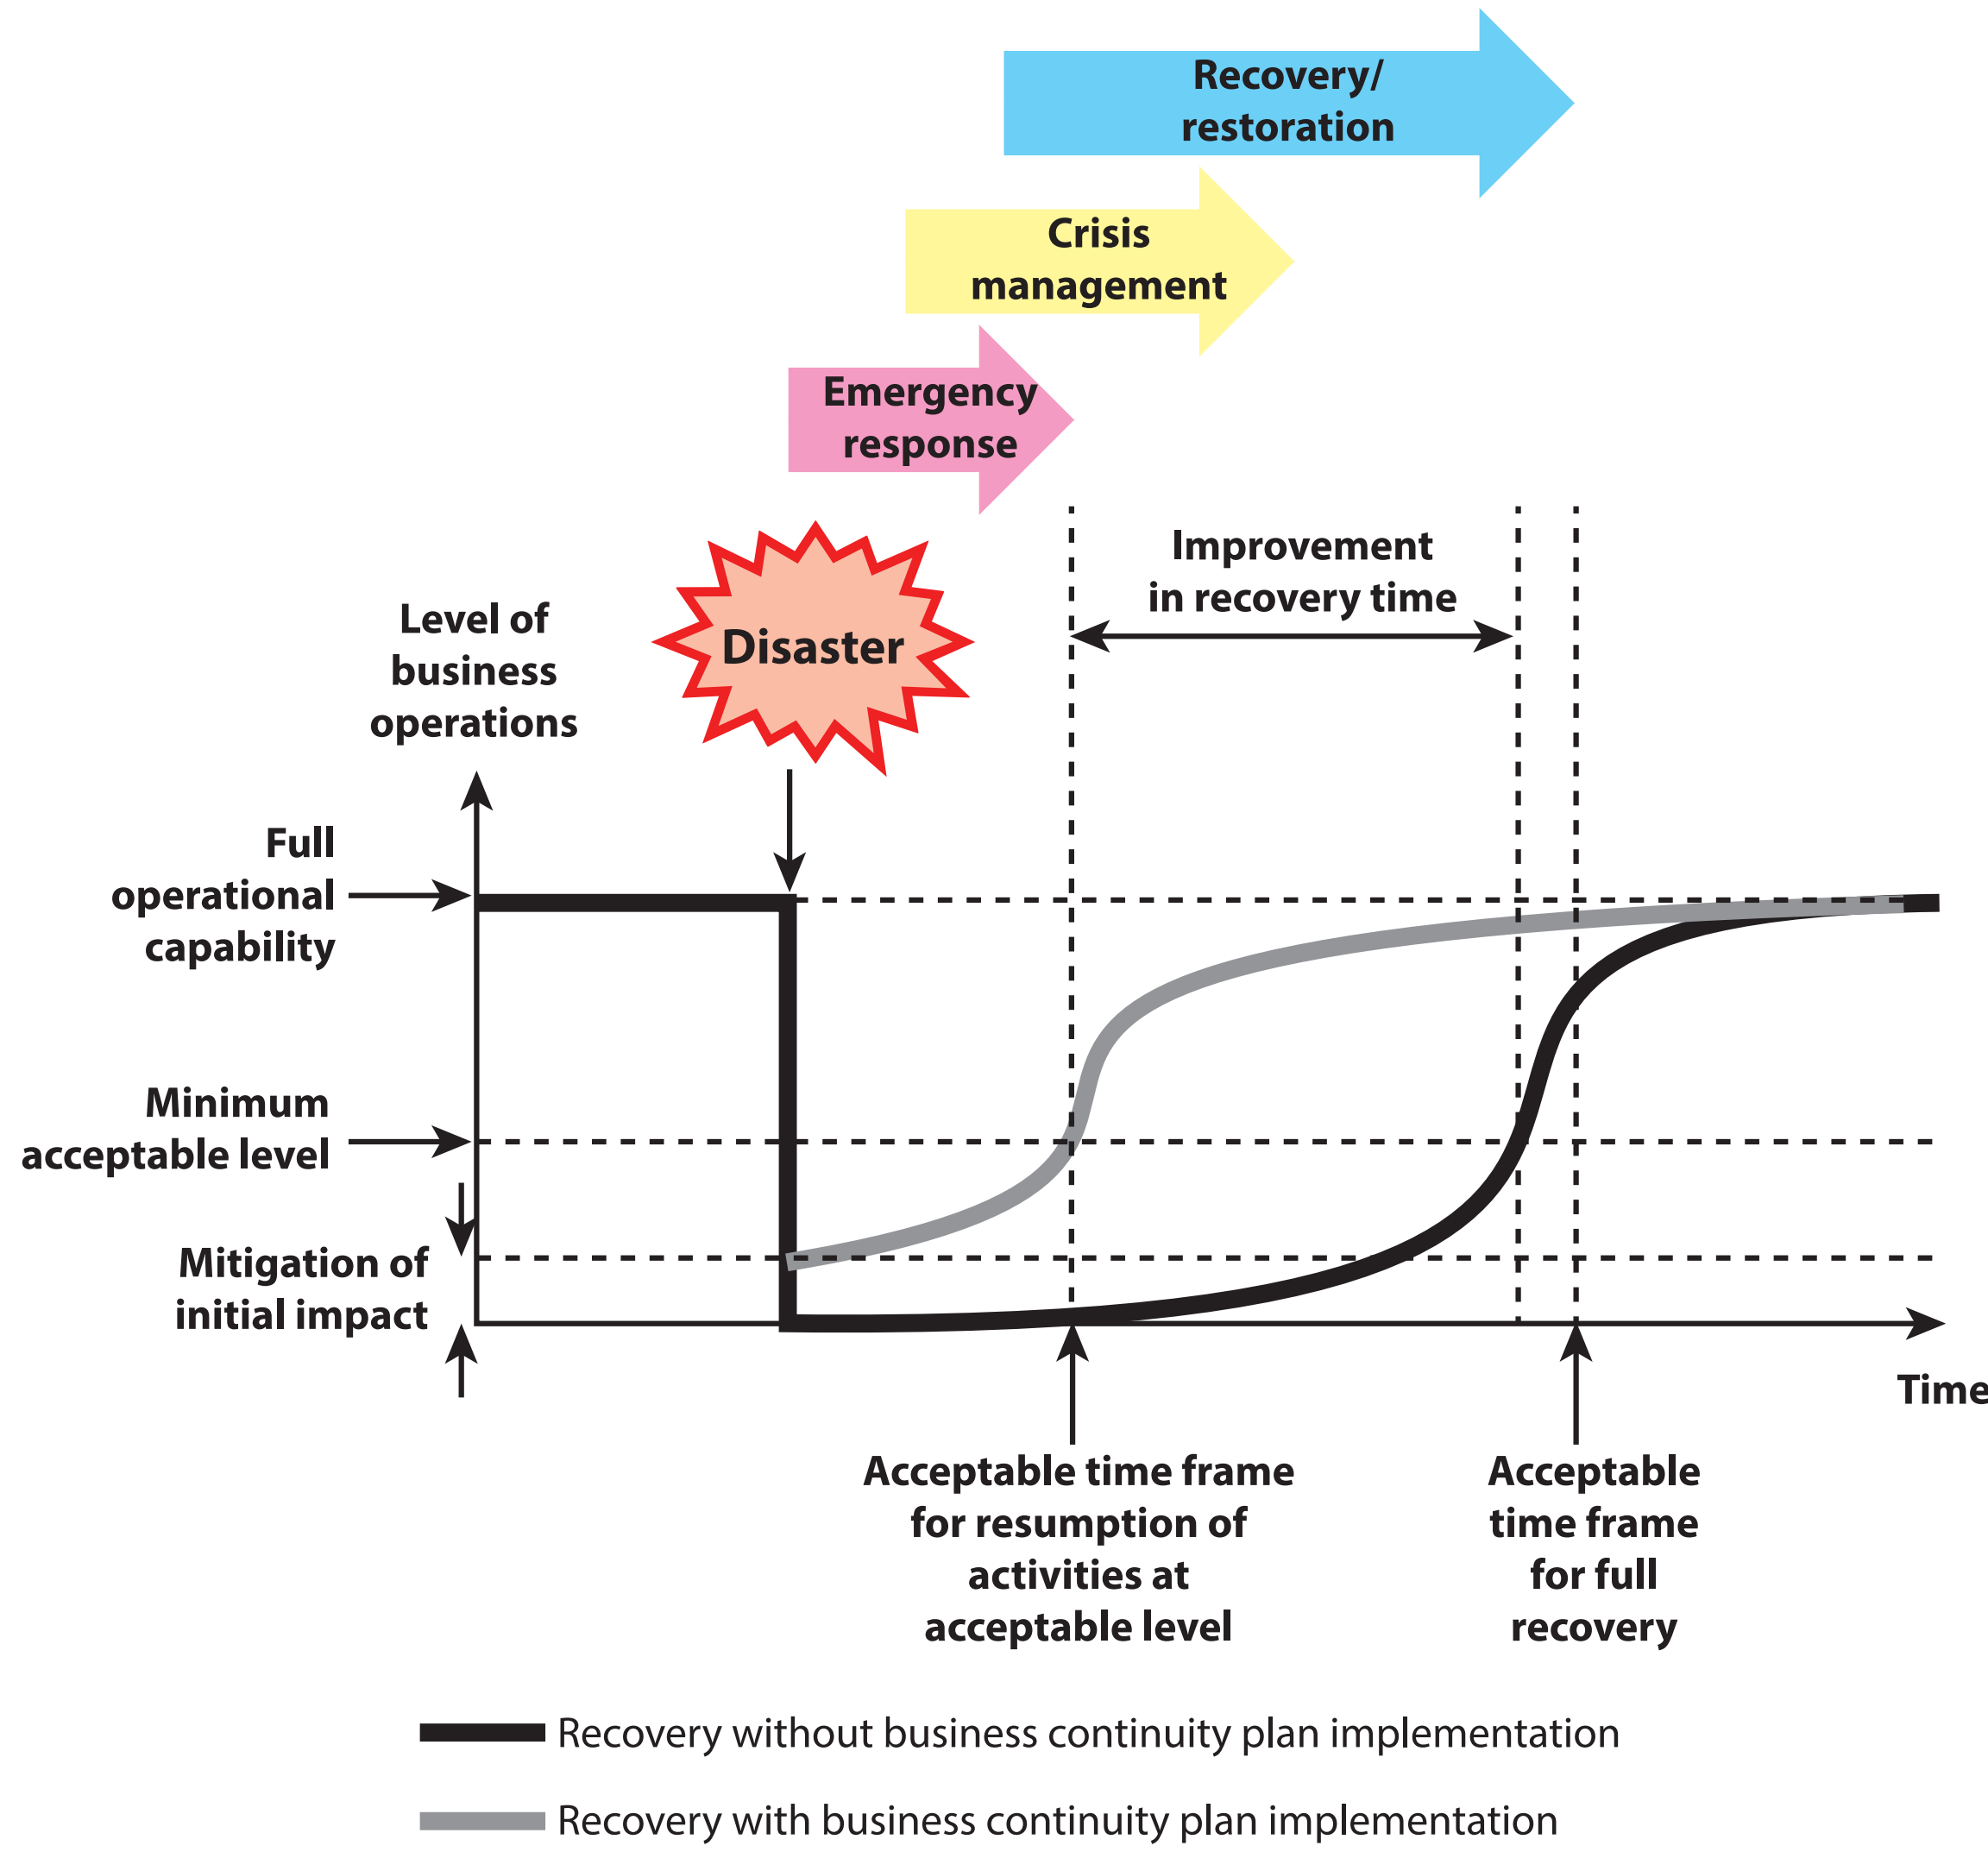 Recovery/
restoration
Crisis
management
Emergency
response
Improvement
in recovery time
Disaster
Level of
business
operations
Full
operational
capability
Minimum
acceptable level
Mitigation of
initial impact
Time
Acceptable time frame
for resumption of
activities at
acceptable level
Acceptable
time frame
for full
recovery
Recovery without business continuity plan implementation
Recovery with business continuity plan implementation